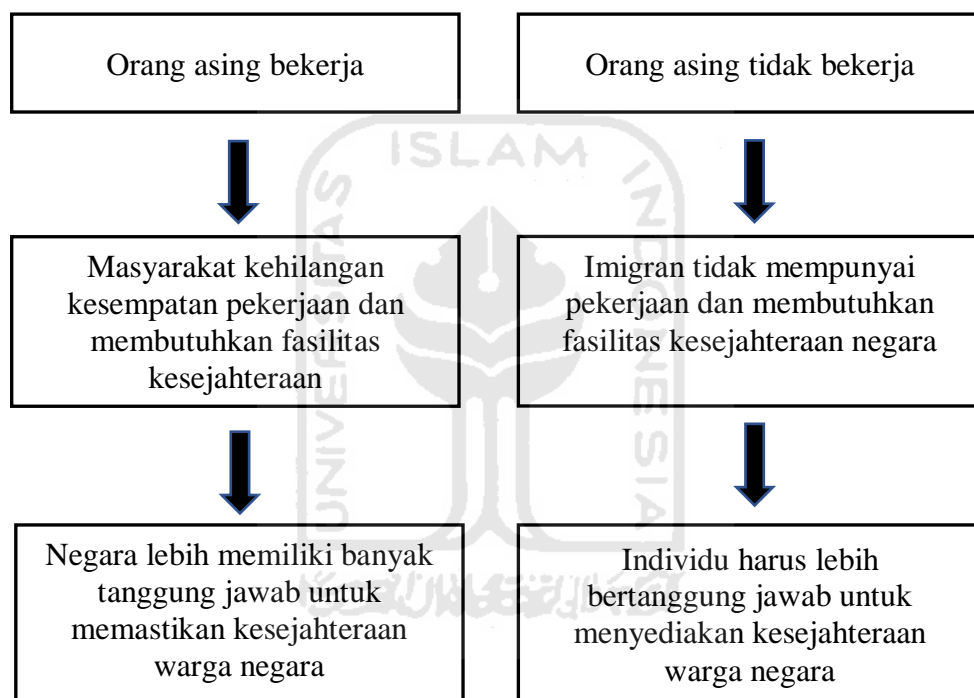 Orang asing bekerja
Orang asing tidak bekerja
Masyarakat kehilangan
kesempatan pekerjaan dan
membutuhkan fasilitas
kesejahteraan
Imigran tidak mempunyai
pekerjaan dan membutuhkan
fasilitas kesejahteraan negara
Negara lebih memiliki banyak
tanggung jawab untuk
memastikan kesejahteraan
warga negara
Individu harus lebih
bertanggung jawab untuk
menyediakan kesejahteraan
warga negara
UNIVERSITAS
ISLAM
INDONESIA